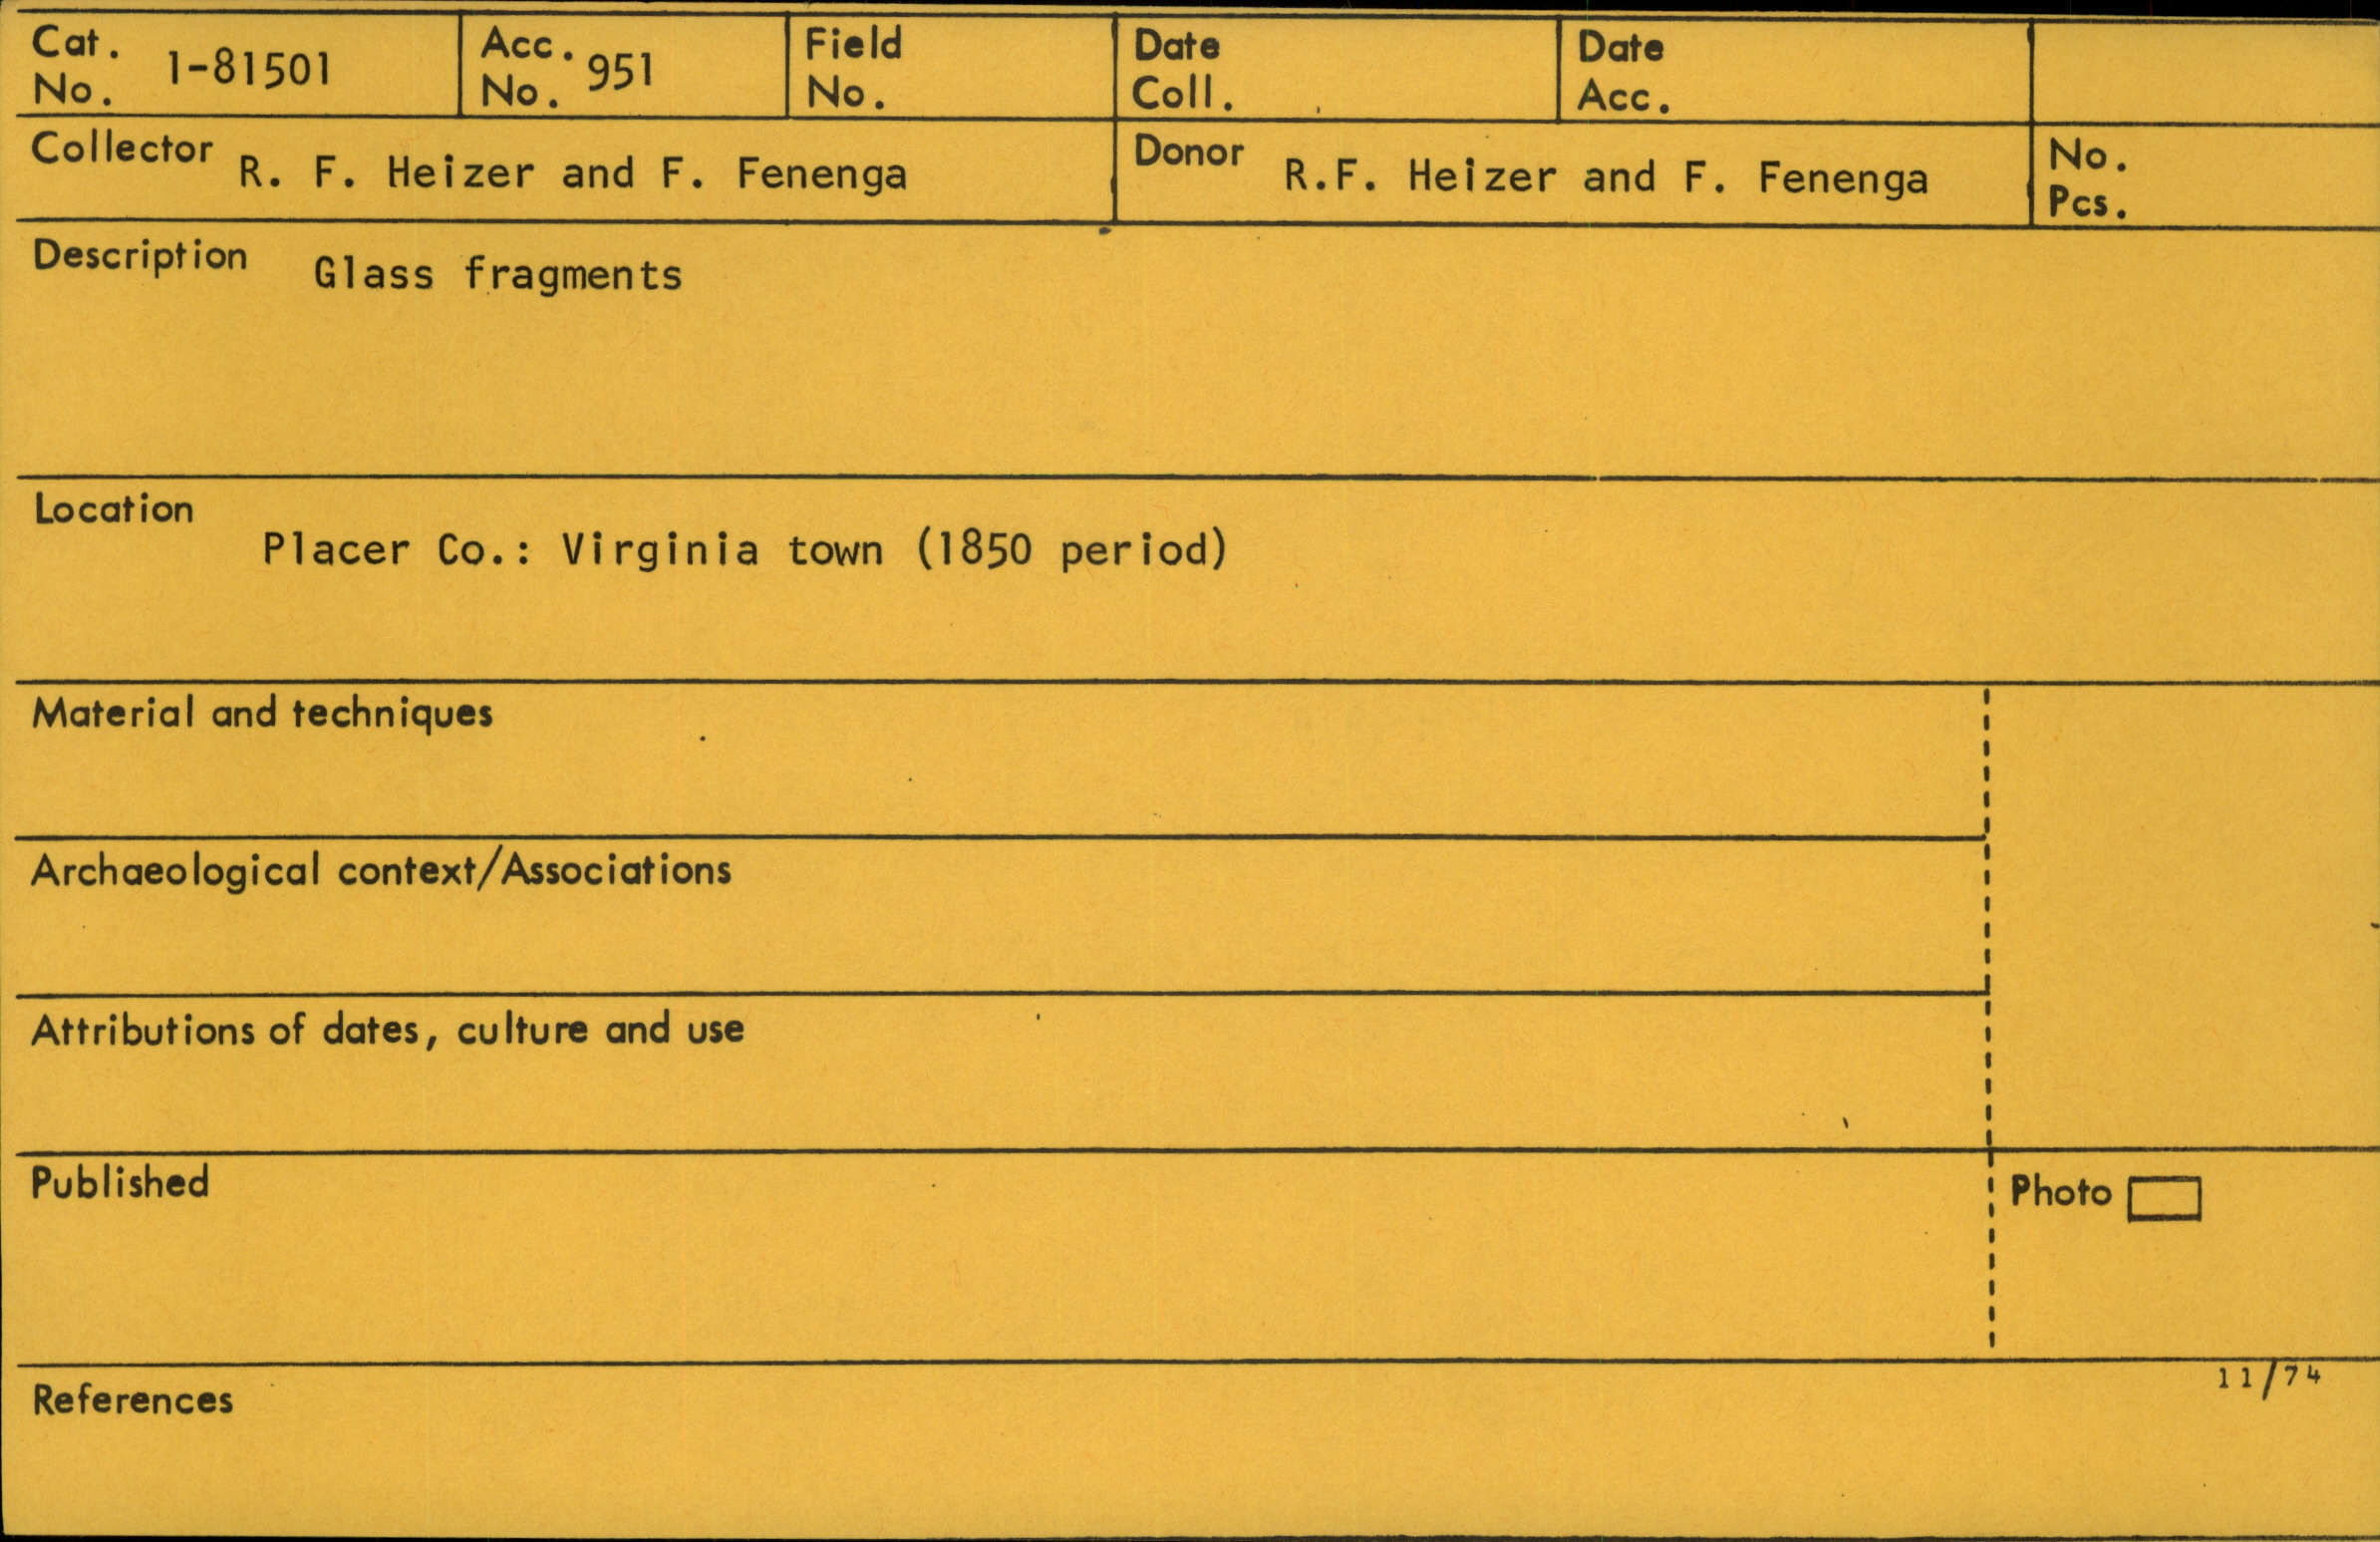 Cat. No. 1-81501
Acc. No. 951
Field No.
Date Coll.
Date Acc.
Collector R. F. Heizer and F. Fenenga
Donor R.F. Heizer and F. Fenenga
No. Pcs.
Description Glass fragments
Location
Placer Co.: Virginia town (1850 period)
Material and techniques
Archaeological context/Associations
Attributions of dates, culture and use
Published
Photo
11/74
References